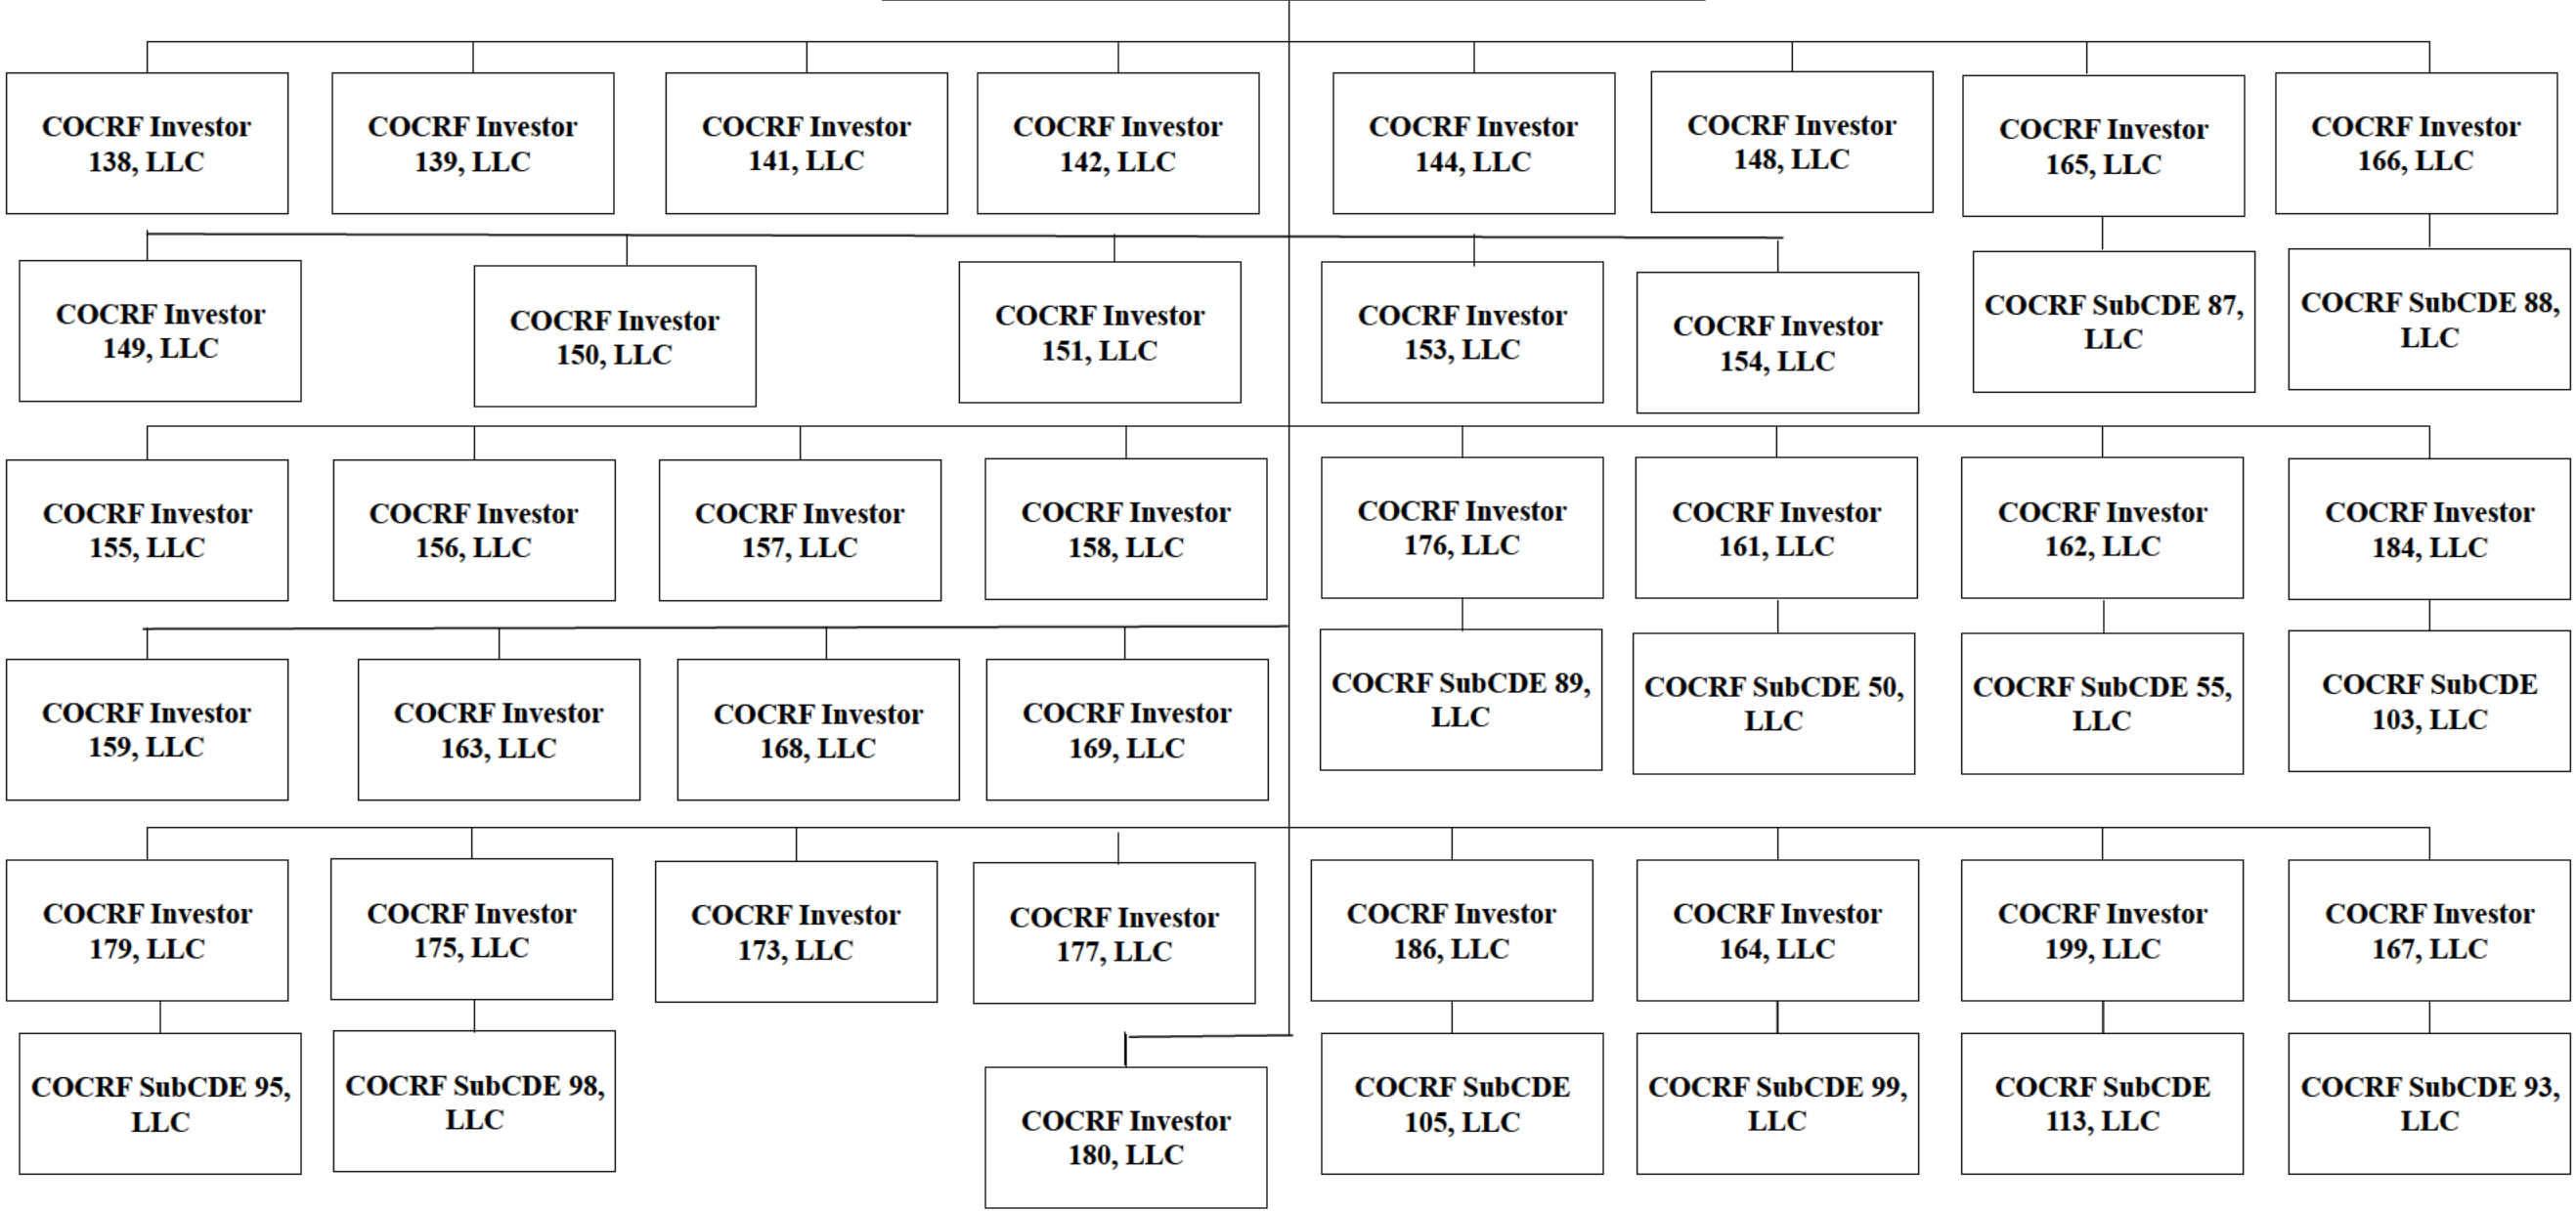 COCRF Investor
138, LLC
COCRF Investor
139, LLC
COCRF Investor
141, LLC
COCRF Investor
142, LLC
COCRF Investor
144, LLC
COCRF Investor
148, LLC
COCRF Investor
165, LLC
COCRF Investor
166, LLC
COCRF Investor
149, LLC
COCRF Investor
150, LLC
COCRF Investor
151, LLC
COCRF Investor
153, LLC
COCRF Investor
154, LLC
COCRF SubCDE 87,
LLC
COCRF SubCDE 88,
LLC
COCRF Investor
155, LLC
COCRF Investor
156, LLC
COCRF Investor
157, LLC
COCRF Investor
158, LLC
COCRF Investor
176, LLC
COCRF Investor
161, LLC
COCRF Investor
162, LLC
COCRF Investor
184, LLC
COCRF Investor
159, LLC
COCRF Investor
163, LLC
COCRF Investor
168, LLC
COCRF Investor
169, LLC
COCRF SubCDE 89,
LLC
COCRF SubCDE 50,
LLC
COCRF SubCDE 55,
LLC
COCRF SubCDE
103, LLC
COCRF Investor
179, LLC
COCRF Investor
175, LLC
COCRF Investor
173, LLC
COCRF Investor
177, LLC
COCRF Investor
186, LLC
COCRF Investor
164, LLC
COCRF Investor
199, LLC
COCRF Investor
167, LLC
COCRF SubCDE 95,
LLC
COCRF SubCDE 98,
LLC
COCRF Investor
180, LLC
COCRF SubCDE
105, LLC
COCRF SubCDE 99,
LLC
COCRF SubCDE
113, LLC
COCRF SubCDE 93,
LLC